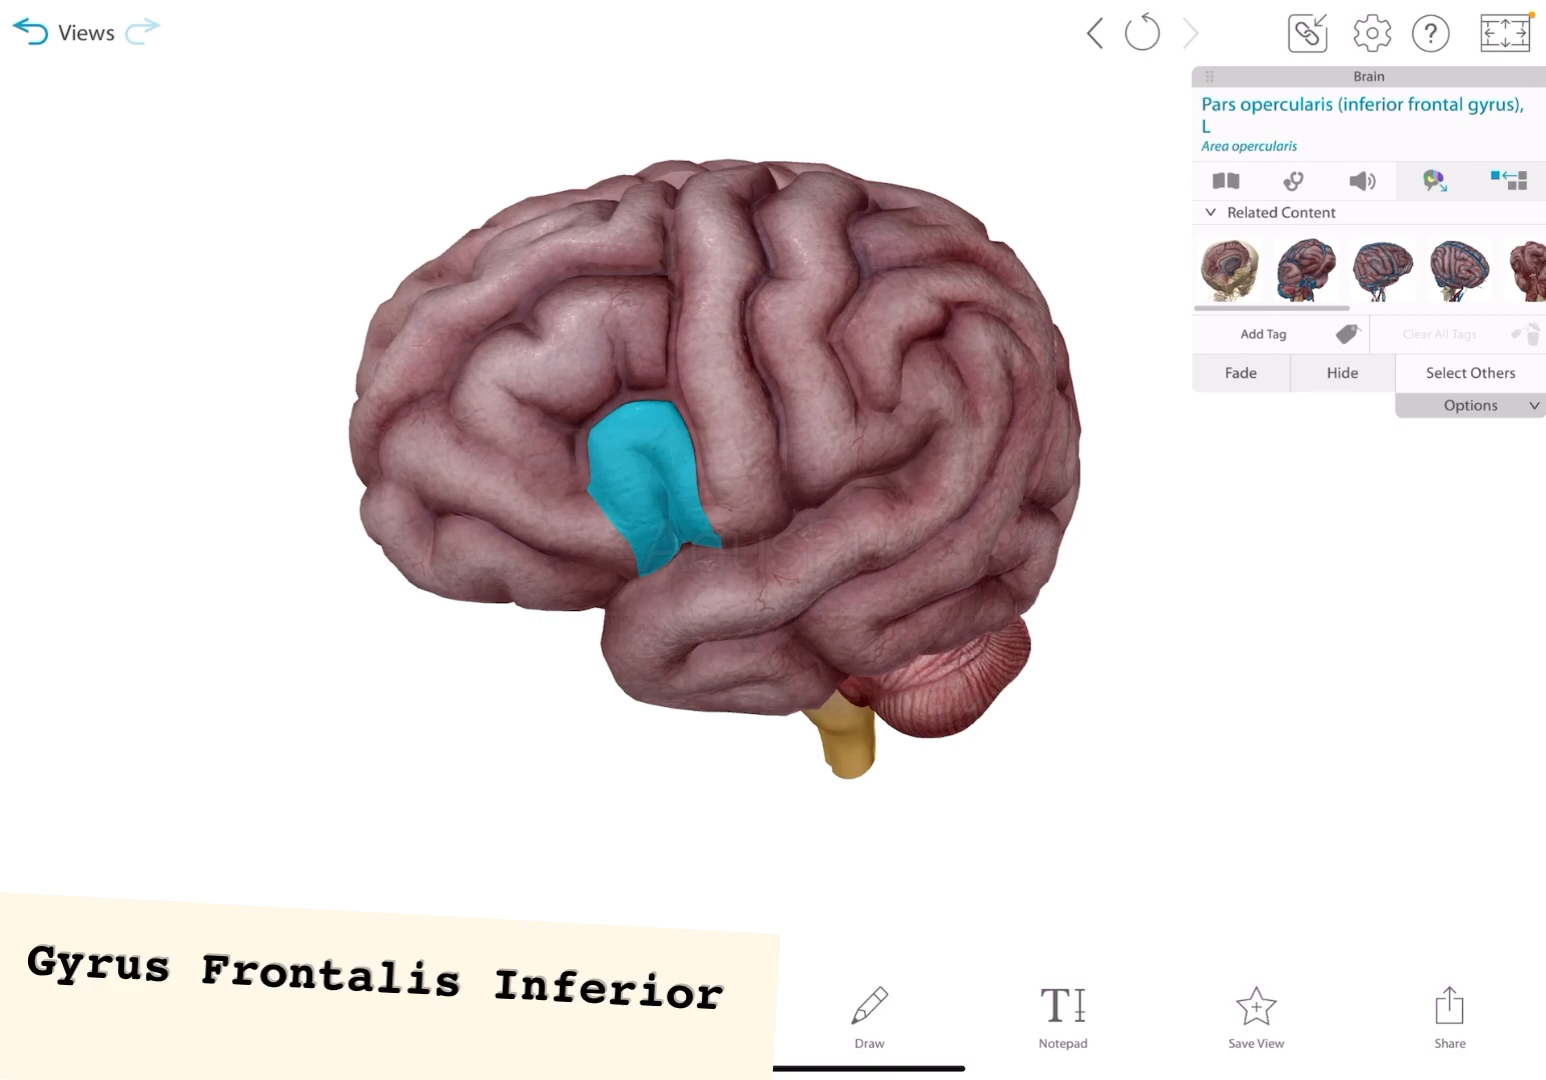 Views
Brain
Pars opercularis (inferior frontal gyrus),
L
Area opercularis
Related Content
Add Tag
Clear All Tags
Fade
Hide
Select Others
Options
Gyrus Frontalis Inferior
Draw
Notepad
Save View
Share